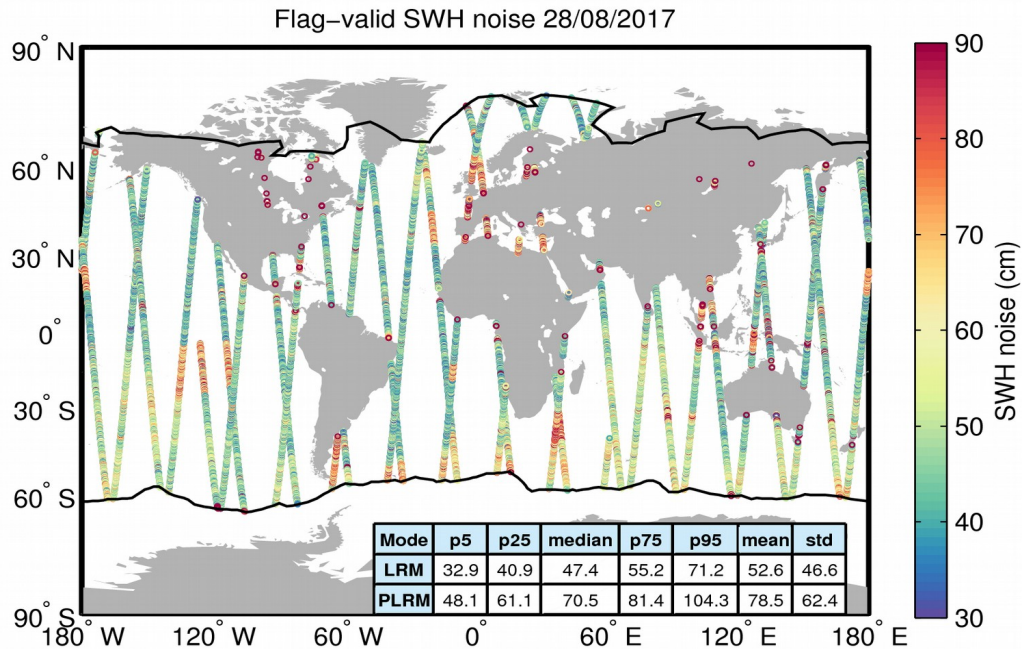 Flag−valid SWH noise 28/08/2017
90° N
60° N
30° N
0°
30° S
60° S
90° S
180° W 120° W 60° W 0° 60° E 120° E 180° E
90
80
70
60
50
40
30
SWH noise (cm)
Mode p5 p25 median p75 p95 mean std
LRM 32.9 40.9 47.4 55.2 71.2 52.6 46.6
PLRM 48.1 61.1 70.5 81.4 104.3 78.5 62.4